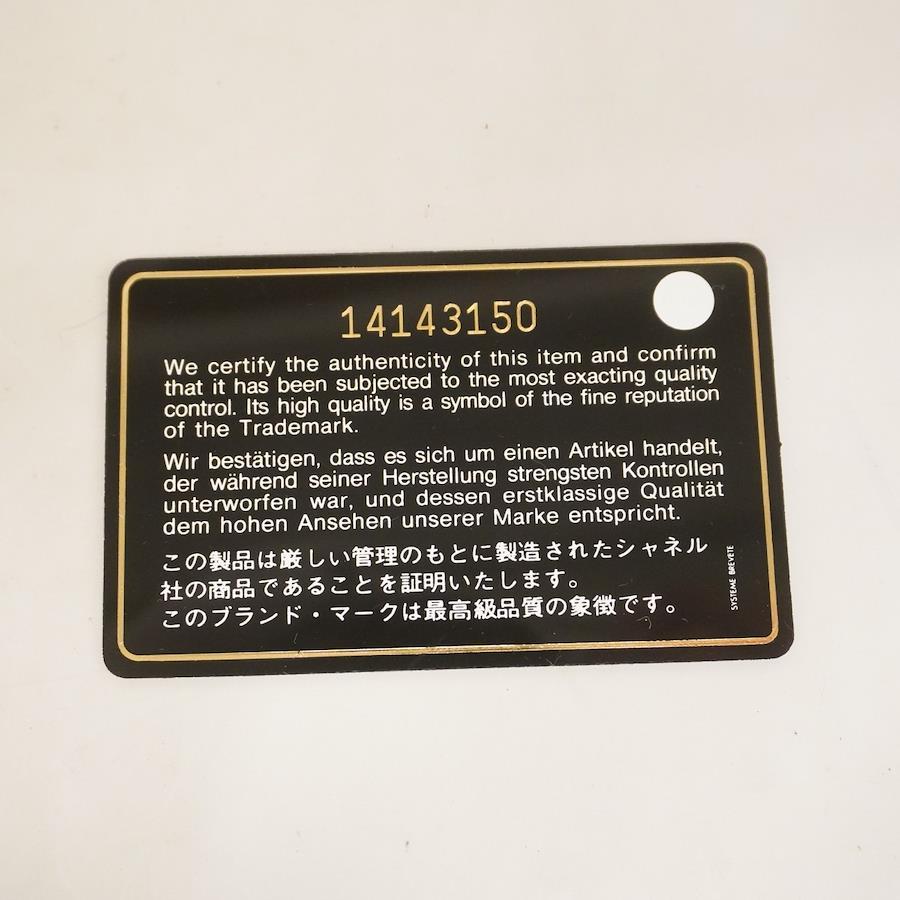 14143150
We certify the authenticity of this item and confirm
that it has been subjected to the most exacting quality
control. Its high quality is a symbol of the fine reputation
of the Trademark.
Wir bestätigen, dass es sich um einen Artikel handelt,
der während seiner Herstellung strengsten Kontrollen
unterworfen war, und dessen erstklassige Qualität
dem hohen Ansehen unserer Marke entspricht.
この製品は厳しい管理のもとに製造されたシャネル
社の商品であることを証明いたします。
このブランド・マークは最高級品質の象徴です。
SYSTEME BREVETE